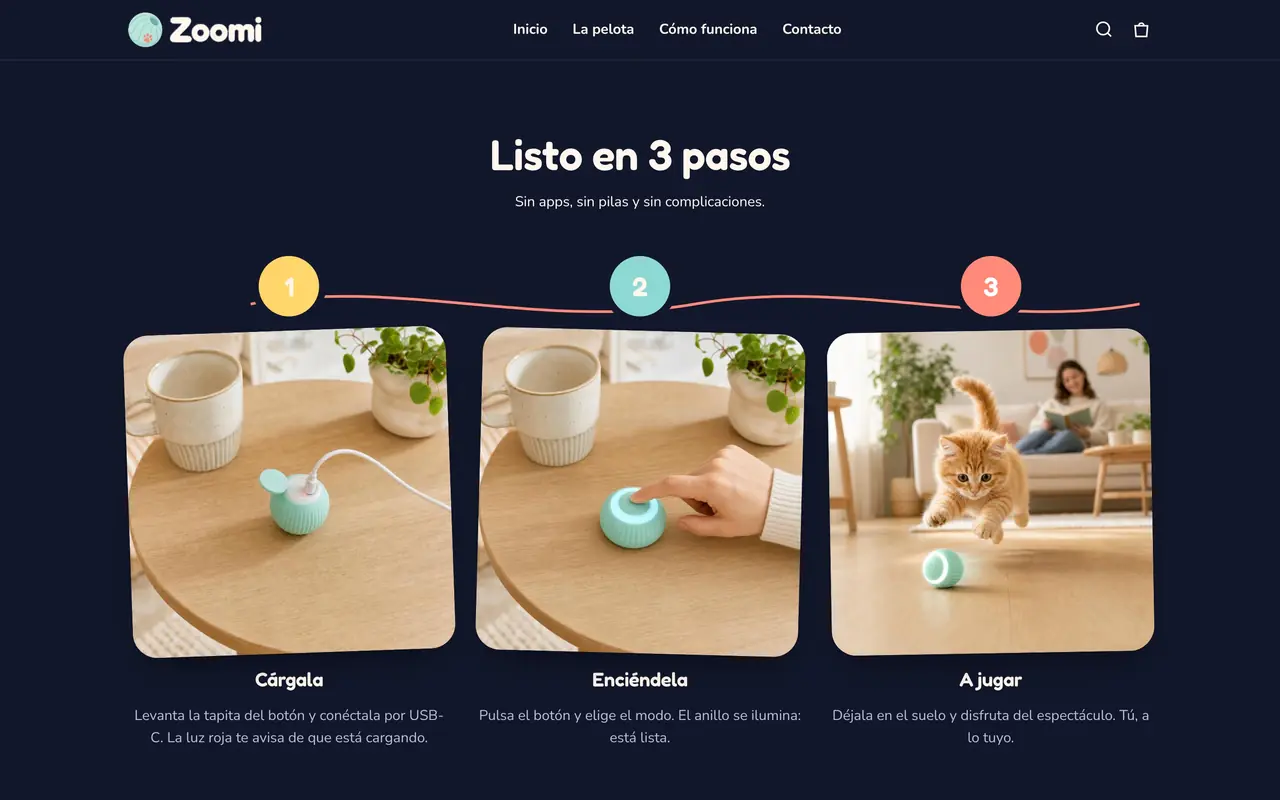 Zoomi
Inicio
La pelota
Cómo funciona
Contacto
Listo en 3 pasos
Sin apps, sin pilas y sin complicaciones.
1
2
3
Cárgala
Levanta la tapita del botón y conéctala por USB-
C. La luz roja te avisa de que está cargando.
Enciéndela
Pulsa el botón y elige el modo. El anillo se ilumina:
está lista.
A jugar
Déjala en el suelo y disfruta del espectáculo. Tú, a
lo tuyo.